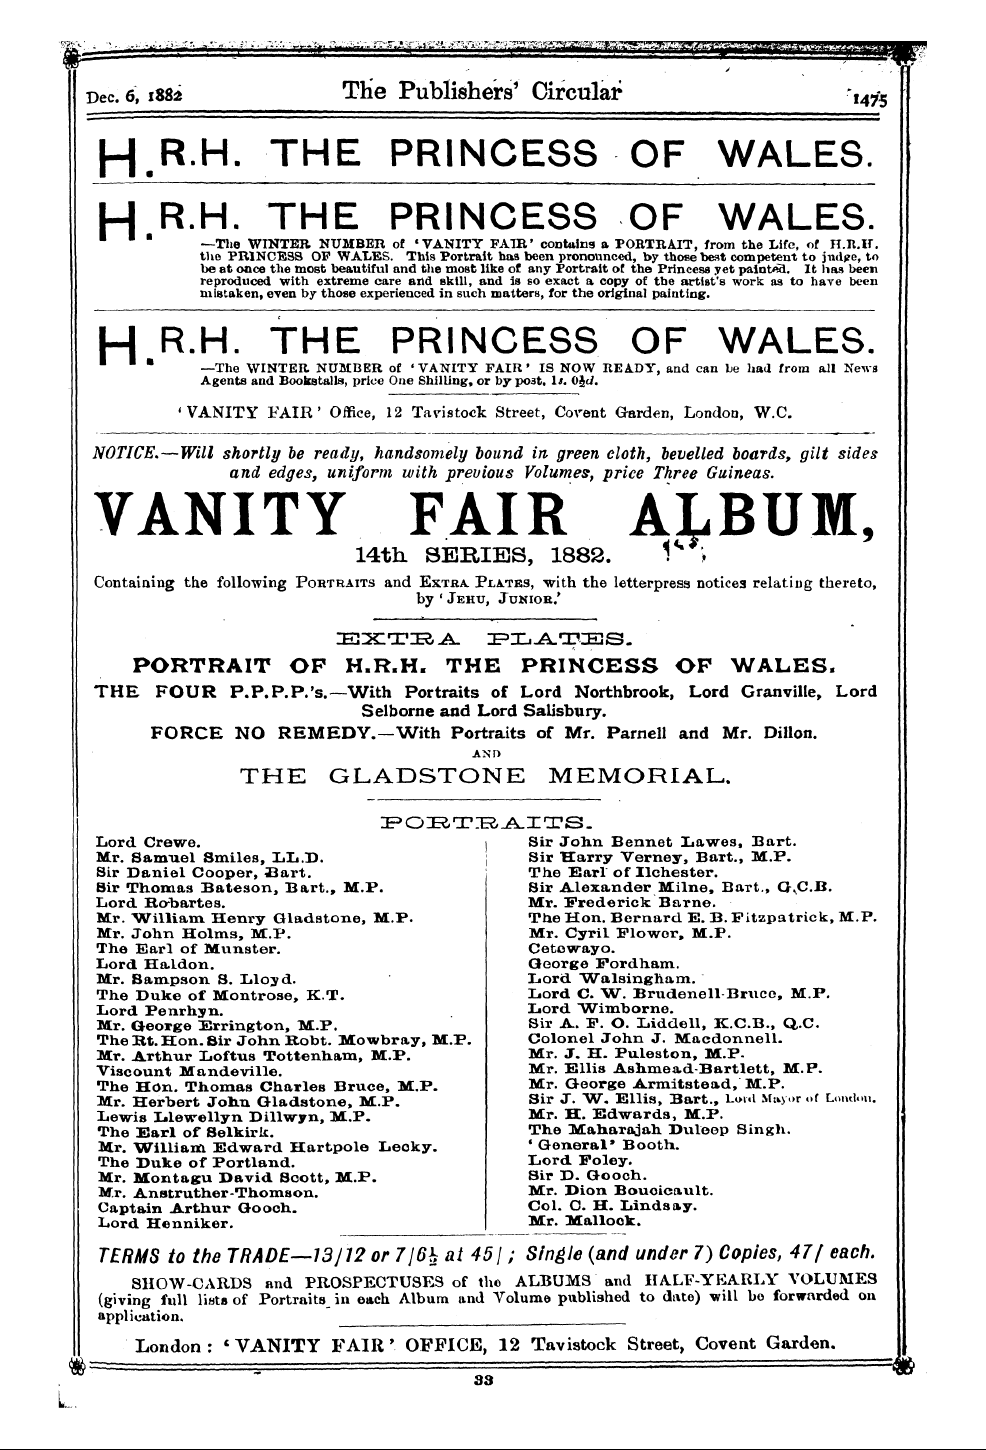 Dec. 6, 1882 The Publishers' Circular 1475
H.R.H. THE PRINCESS OF WALES.
H.R.H. THE PRINCESS OF WALES.
—The WINTER NUMBER of 'VANITY FAIR' contains a PORTRAIT, from the Life, of H.R.H.
the PRINCESS OF WALES. This Portrait has been pronounced, by those best competent to judge, to
be at once the most beautiful and the most like of any Portrait of the Princess yet painted. It has been
reproduced with extreme care and skill, and is so exact a copy of the artist's work as to have been
mistaken, even by those experienced in such matters, for the original painting.
H.R.H. THE PRINCESS OF WALES.
—The WINTER NUMBER of 'VANITY FAIR' IS NOW READY, and can be had from all News
Agents and Bookstalls, price One Shilling, or by post, 1s. 0½d.
'VANITY FAIR' Office, 12 Tavistock Street, Covent Garden, London, W.C.
NOTICE.—Will shortly be ready, handsomely bound in green cloth, bevelled boards, gilt sides
and edges, uniform with previous Volumes, price Three Guineas.
VANITY FAIR ALBUM,
14th SERIES, 1882.
Containing the following PORTRAITS and EXTRA PLATES, with the letterpress notices relating thereto,
by 'JEHU, JUNIOR.'
EXTRA PLATES.
PORTRAIT OF H.R.H. THE PRINCESS OF WALES.
THE FOUR P.P.P.P.'s.—With Portraits of Lord Northbrook, Lord Granville, Lord
Selborne and Lord Salisbury.
FORCE NO REMEDY.—With Portraits of Mr. Parnell and Mr. Dillon.
AND
THE GLADSTONE MEMORIAL.
PORTRAITS.
Lord Crewe.
Mr. Samuel Smiles, LL.D.
Sir Daniel Cooper, Bart.
Sir Thomas Bateson, Bart., M.P.
Lord Robartes.
Mr. William Henry Gladstone, M.P.
Mr. John Holms, M.P.
The Earl of Munster.
Lord Haldon.
Mr. Sampson S. Lloyd.
The Duke of Montrose, K.T.
Lord Penrhyn.
Mr. George Errington, M.P.
The Rt. Hon. Sir John Robt. Mowbray, M.P.
Mr. Arthur Loftus Tottenham, M.P.
Viscount Mandeville.
The Hon. Thomas Charles Bruce, M.P.
Mr. Herbert John Gladstone, M.P.
Lewis Llewellyn Dillwyn, M.P.
The Earl of Selkirk.
Mr. William Edward Hartpole Lecky.
The Duke of Portland.
Mr. Montagu David Scott, M.P.
Mr. Anstruther-Thomson.
Captain Arthur Gooch.
Lord Henniker.
Sir John Bennet Lawes, Bart.
Sir Harry Verney, Bart., M.P.
The Earl of Ilchester.
Sir Alexander Milne, Bart., G.C.B.
Mr. Frederick Barne.
The Hon. Bernard E. B. Fitzpatrick, M.P.
Mr. Cyril Flower, M.P.
Cetewayo.
George Fordham.
Lord Walsingham.
Lord C. W. Brudenell-Bruce, M.P.
Lord Wimborne.
Sir A. F. O. Liddell, K.C.B., Q.C.
Colonel John J. Macdonnell.
Mr. J. H. Puleston, M.P.
Mr. Ellis Ashmead-Bartlett, M.P.
Mr. George Armitstead, M.P.
Sir J. W. Ellis, Bart., Lord Mayor of London.
Mr. H. Edwards, M.P.
The Maharajah Duleep Singh.
'General' Booth.
Lord Foley.
Sir D. Gooch.
Mr. Dion Boucicault.
Col. O. H. Lindsay.
Mr. Mallock.
TERMS to the TRADE—13/12 or 7/6½ at 45/; Single (and under 7) Copies, 47/ each.
SHOW-CARDS and PROSPECTUSES of the ALBUMS and HALF-YEARLY VOLUMES
(giving full lists of Portraits in each Album and Volume published to date) will be forwarded on
application.
London: 'VANITY FAIR' OFFICE, 12 Tavistock Street, Covent Garden.
33